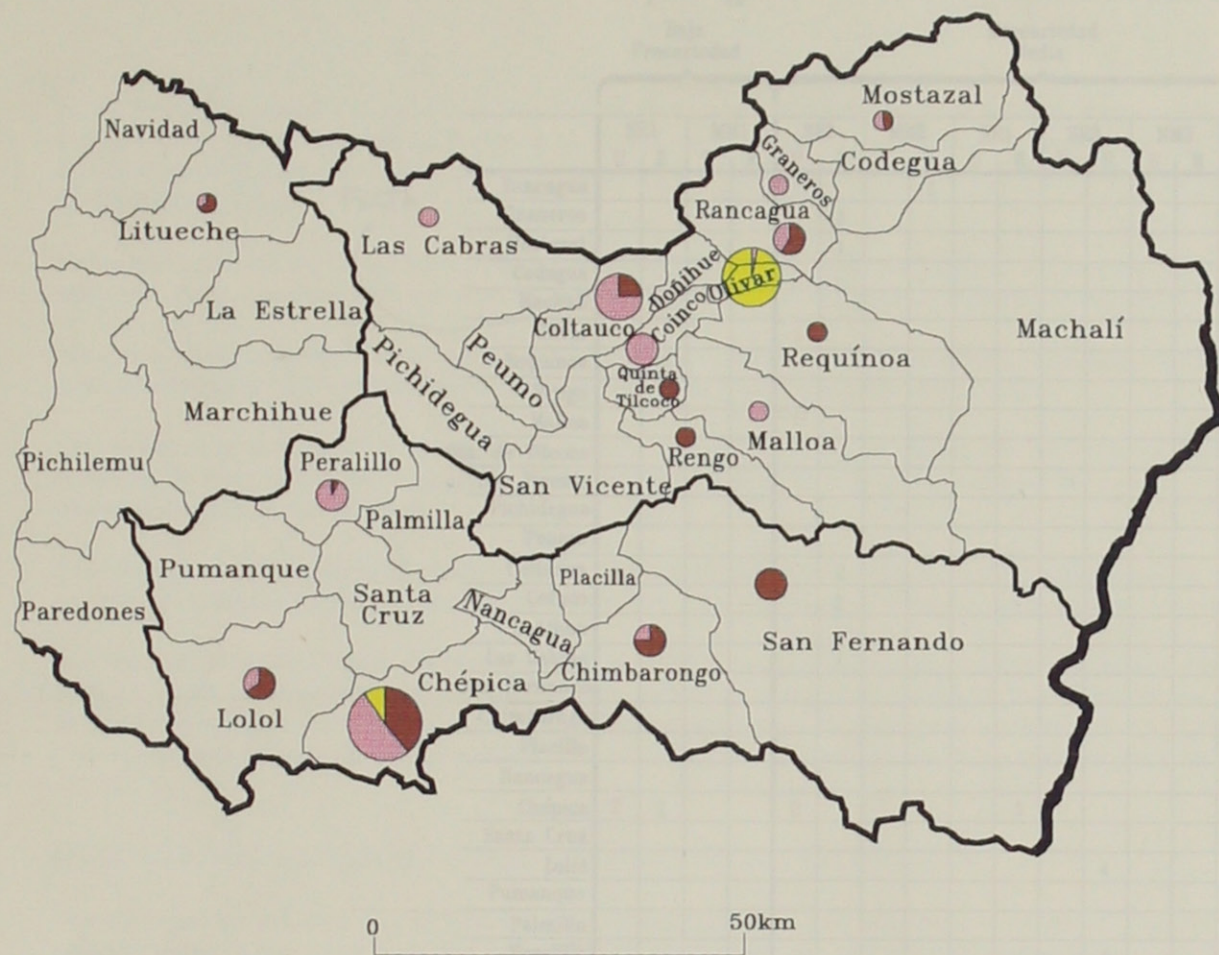 Mostazal
Navidad
Graneros
Codegua
Rancagua
Litueche
Las Cabras
Doñihue
Olivar
La Estrella
Coltauco
Coinco
Machalí
Requínoa
Pichidegua
Peumo
Quinta
de
Tilcoco
Marchihue
Malloa
Rengo
Pichilemu
Peralillo
San Vicente
Palmilla
Pumanque
Placilla
Santa
Cruz
Nancagua
Paredones
San Fernando
Chimbarongo
Chépica
Lolol
0
50km